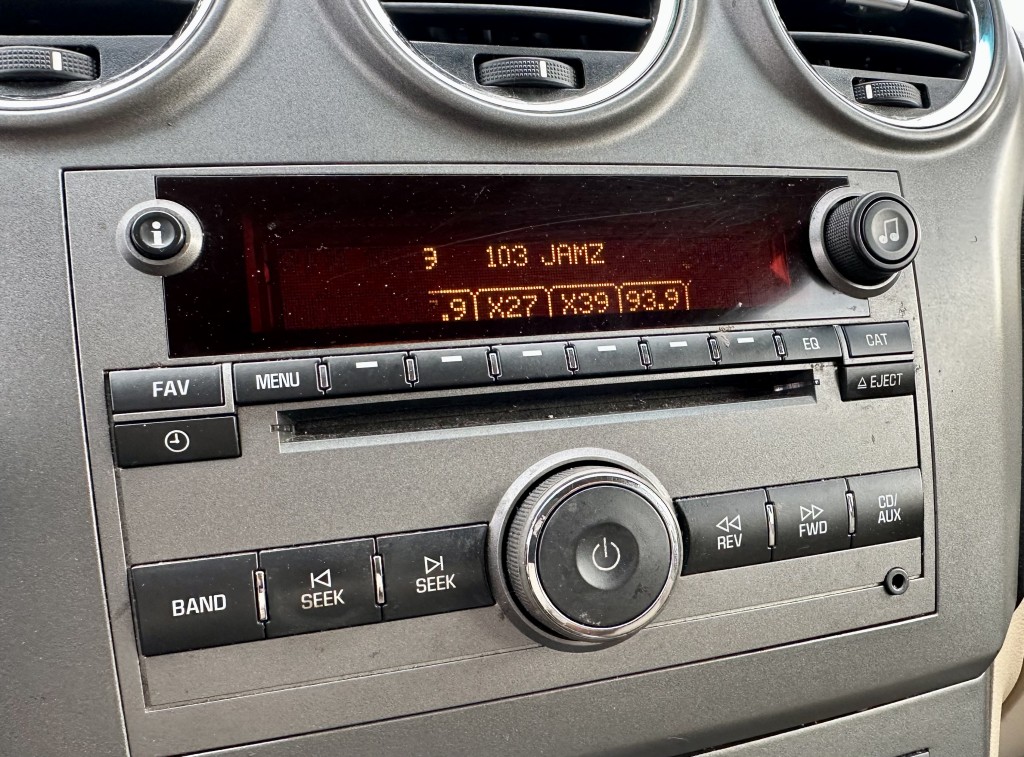 i
9 103 JAMZ
.9 X27 X39 93.9
MENU
EQ
CAT
FAV
EJECT
BAND
SEEK
SEEK
REV
FWD
CD/
AUX